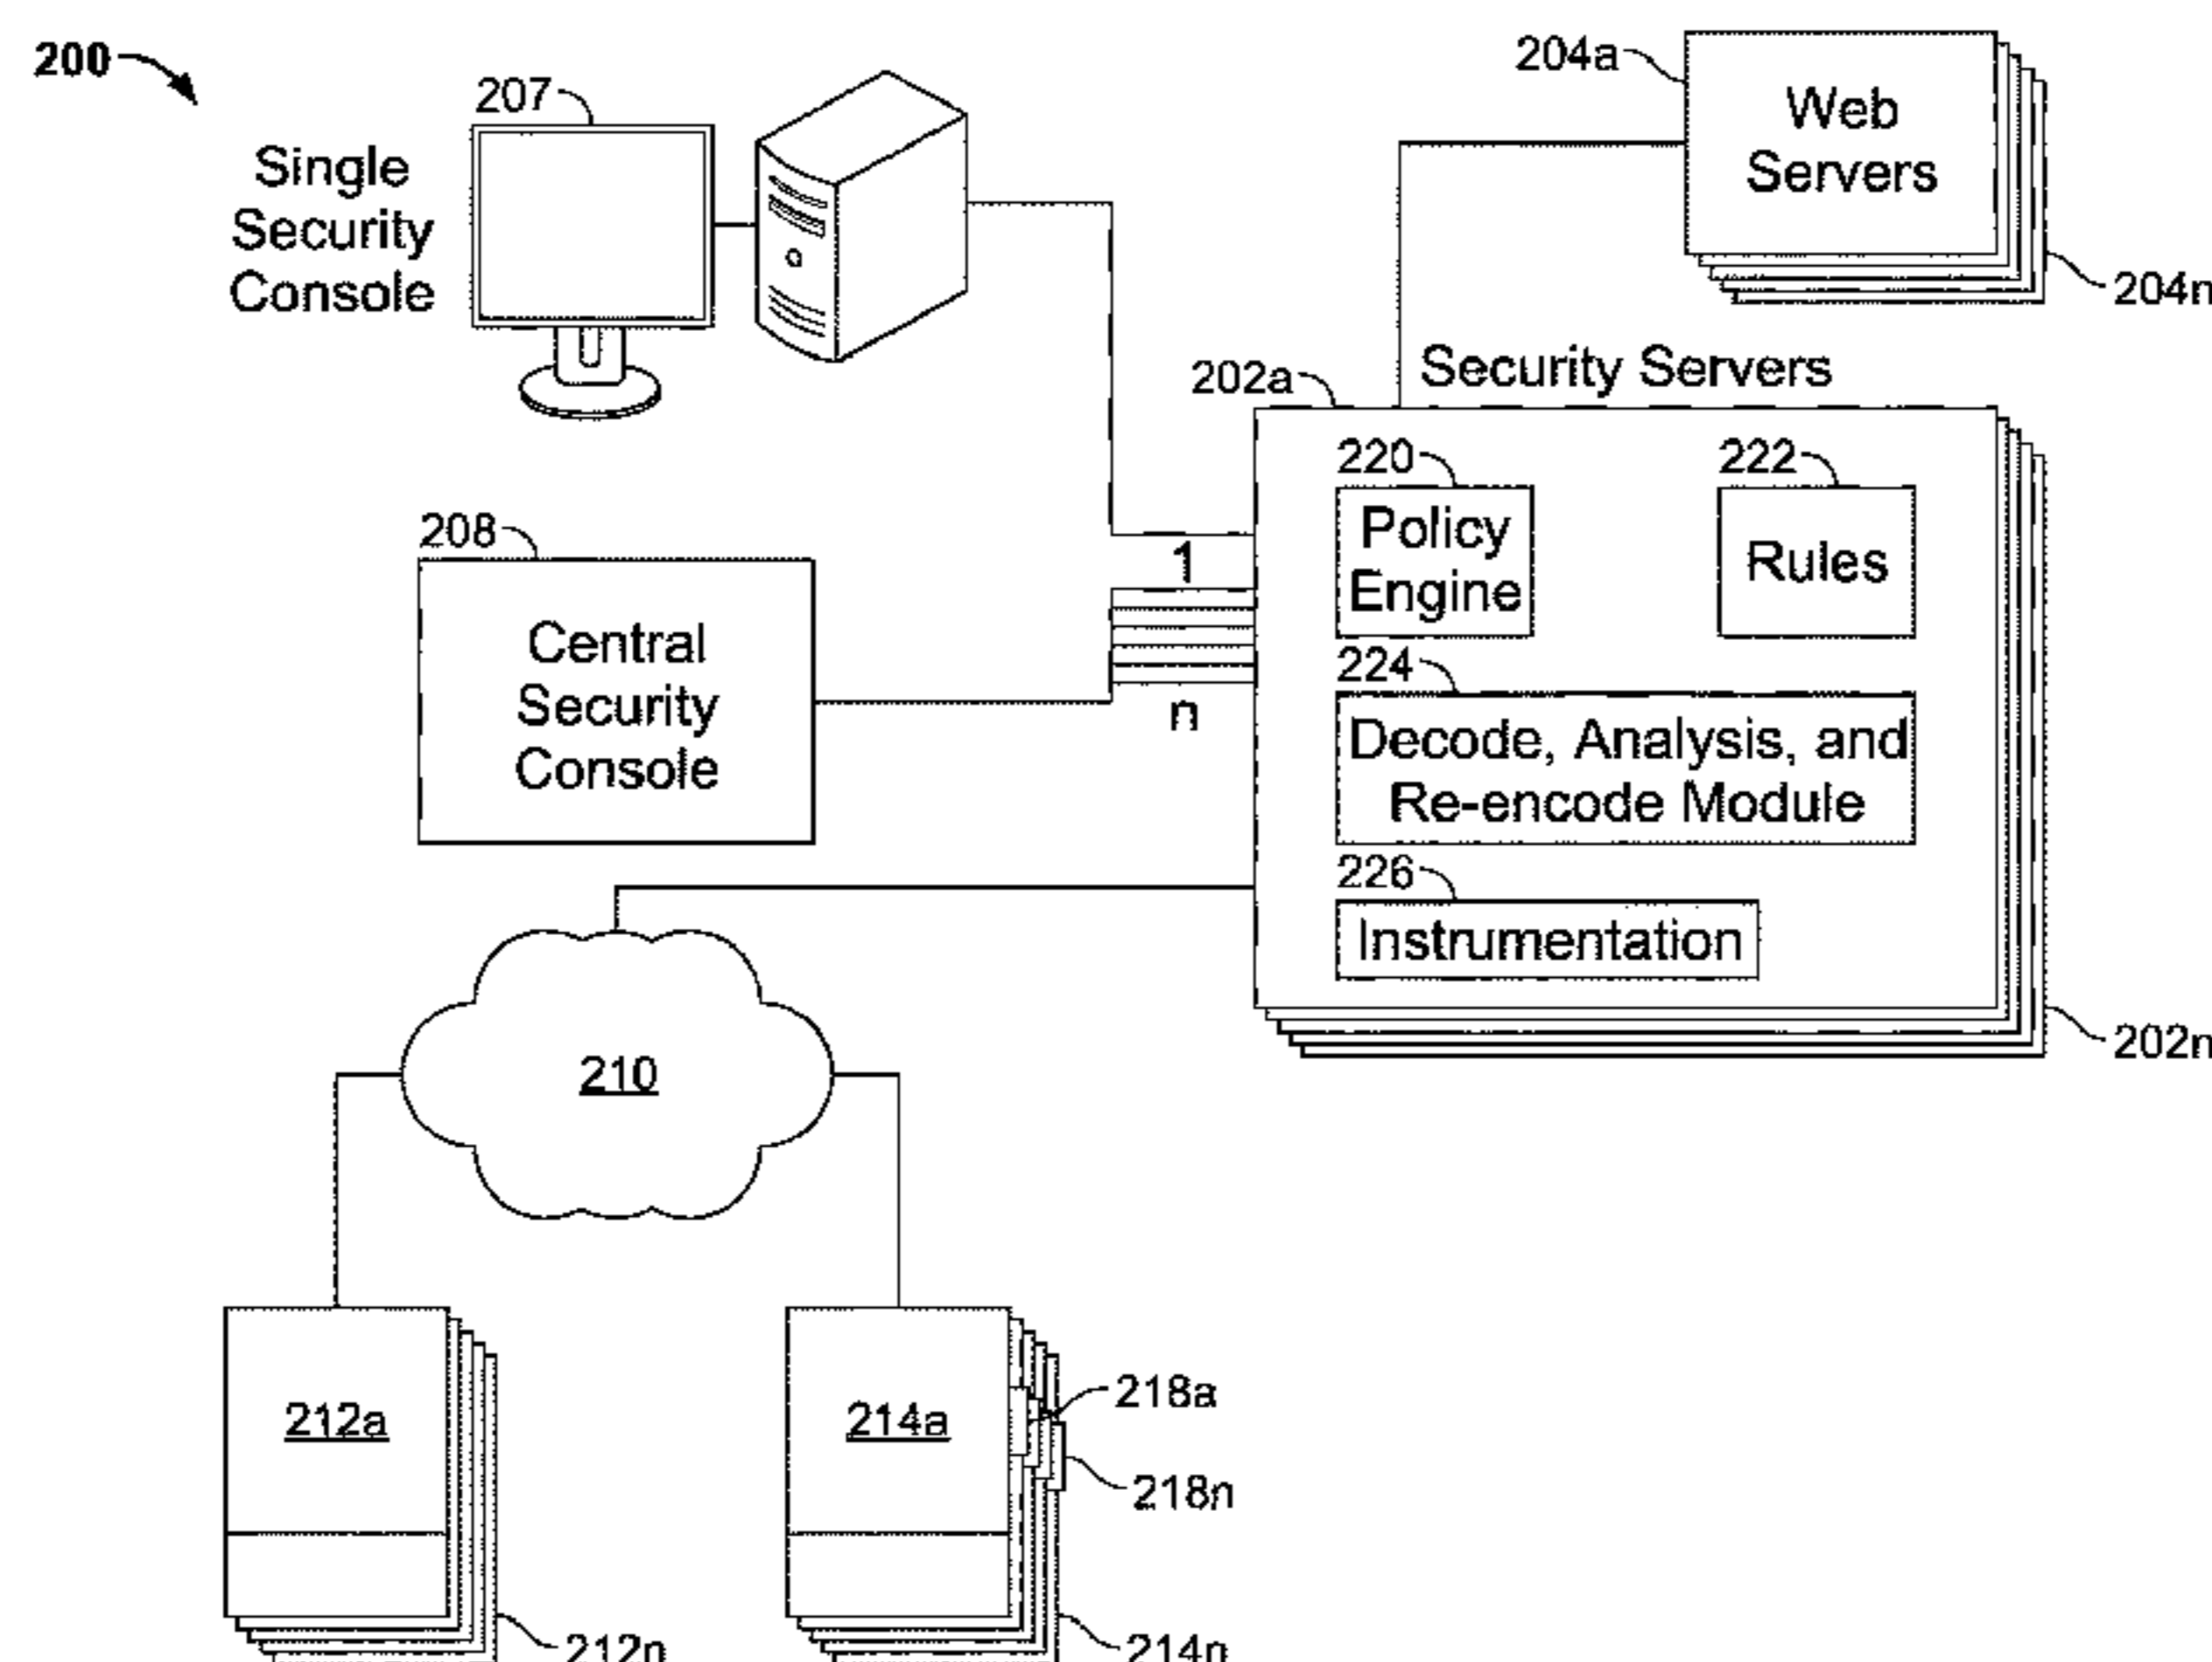 200
207
Single
Security
Console
204a
Web
Servers
204n
202a
Security Servers
220
Policy
Engine
222
Rules
208
Central
Security
Console
1
n
224
Decode, Analysis, and
Re-encode Module
226
Instrumentation
202n
210
212a
214a
218a
218n
212n
214n